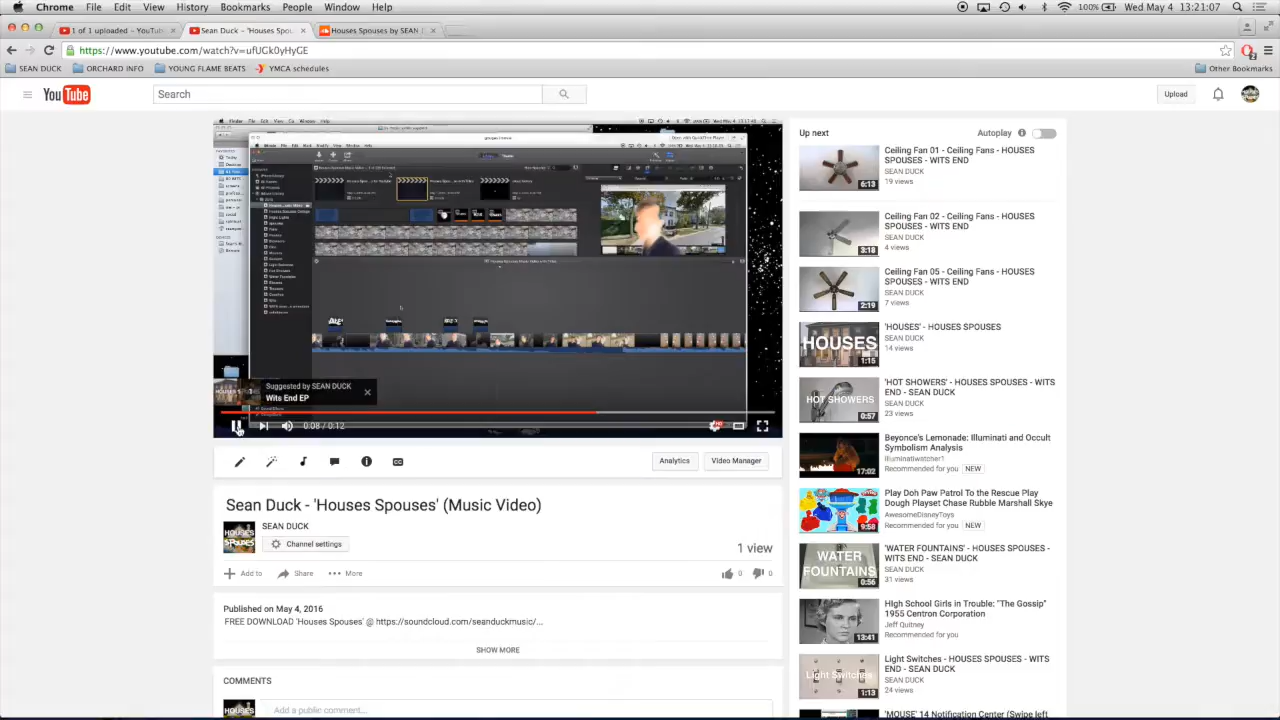 Chrome File Edit View History Bookmarks People Window Help
100% Wed May 4 13:21:07
1 of 1 uploaded - YouTub
Sean Duck - 'Houses Spou
Houses Spouses by SEAN
https://www.youtube.com/watch?v=ufUGk0yHyGE
SEAN DUCK ORCHARD INFO YOUNG FLAME BEATS YMCA schedules Other Bookmarks
YouTube
Search
Upload
Suggested by SEAN DUCK
Wits End EP
0:08 / 0:12
Analytics Video Manager
Sean Duck - 'Houses Spouses' (Music Video)
HOUSES SPOUSES
SEAN DUCK
Channel settings
1 view
Add to Share More
0 0
Published on May 4, 2016
FREE DOWNLOAD 'Houses Spouses' @ https://soundcloud.com/seanduckmusic/...
SHOW MORE
COMMENTS
HOUSES
Add a public comment...
Up next
Autoplay
6:13
Ceiling Fan 01 - Ceiling Fans - HOUSES
SPOUSES - WITS END
SEAN DUCK
19 views
3:18
Ceiling Fan 02 - Ceiling Fans - HOUSES
SPOUSES - WITS END
SEAN DUCK
4 views
2:19
Ceiling Fan 05 - Ceiling Fans - HOUSES
SPOUSES - WITS END
SEAN DUCK
7 views
HOUSES
1:15
'HOUSES' - HOUSES SPOUSES
SEAN DUCK
14 views
HOT SHOWERS
0:57
'HOT SHOWERS' - HOUSES SPOUSES - WITS
END - SEAN DUCK
SEAN DUCK
23 views
17:02
Beyonce's Lemonade: Illuminati and Occult
Symbolism Analysis
illuminatiwatcher1
Recommended for you NEW
9:58
Play Doh Paw Patrol To the Rescue Play
Dough Playset Chase Rubble Marshall Skye
AwesomeDisneyToys
Recommended for you NEW
WATER
FOUNTAINS
0:56
'WATER FOUNTAINS' - HOUSES SPOUSES -
WITS END - SEAN DUCK
SEAN DUCK
31 views
13:41
High School Girls in Trouble: "The Gossip"
1955 Centron Corporation
Jeff Quitney
Recommended for you
Light Switches
1:13
Light Switches - HOUSES SPOUSES - WITS
END - SEAN DUCK
SEAN DUCK
24 views
'MOUSE' 14 Notification Center (Swipe left